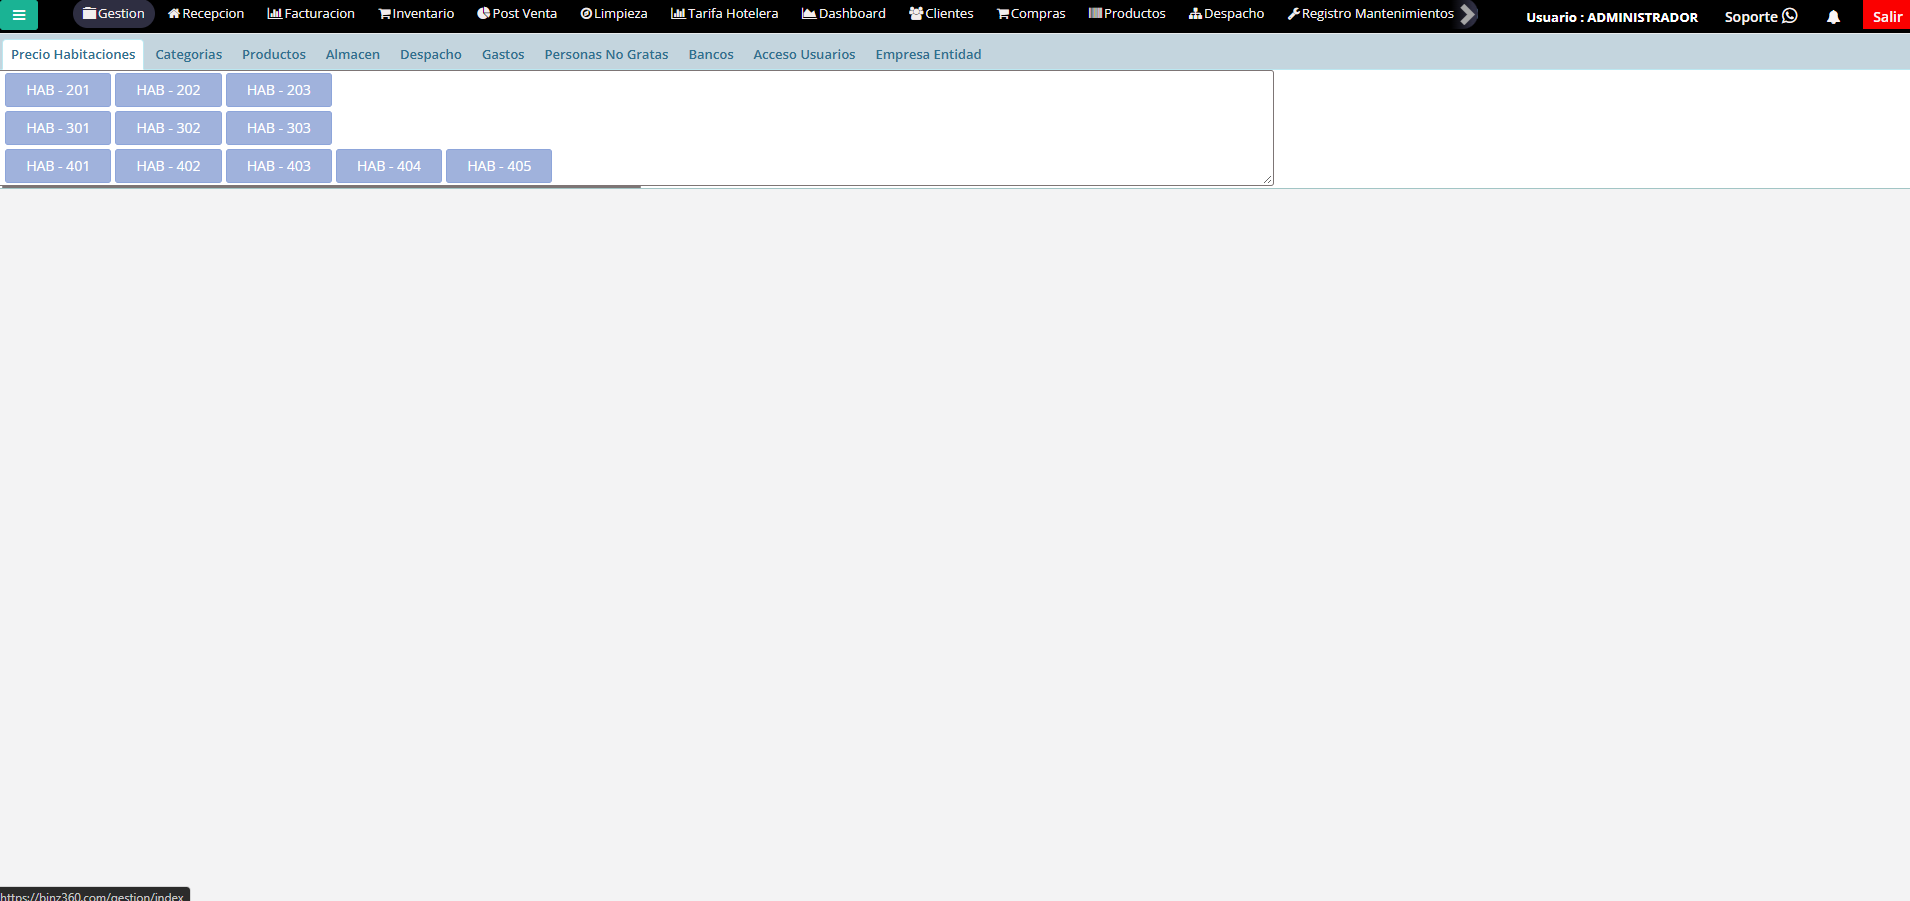 Gestion Recepcion Facturacion Inventario Post Venta Limpieza Tarifa Hotelera Dashboard Clientes Compras Productos Despacho Registro Mantenimientos Usuario : ADMINISTRADOR Soporte Salir
Precio Habitaciones Categorias Productos Almacen Despacho Gastos Personas No Gratas Bancos Acceso Usuarios Empresa Entidad
HAB - 201 HAB - 202 HAB - 203
HAB - 301 HAB - 302 HAB - 303
HAB - 401 HAB - 402 HAB - 403 HAB - 404 HAB - 405
https://binz360.com/gestion/index